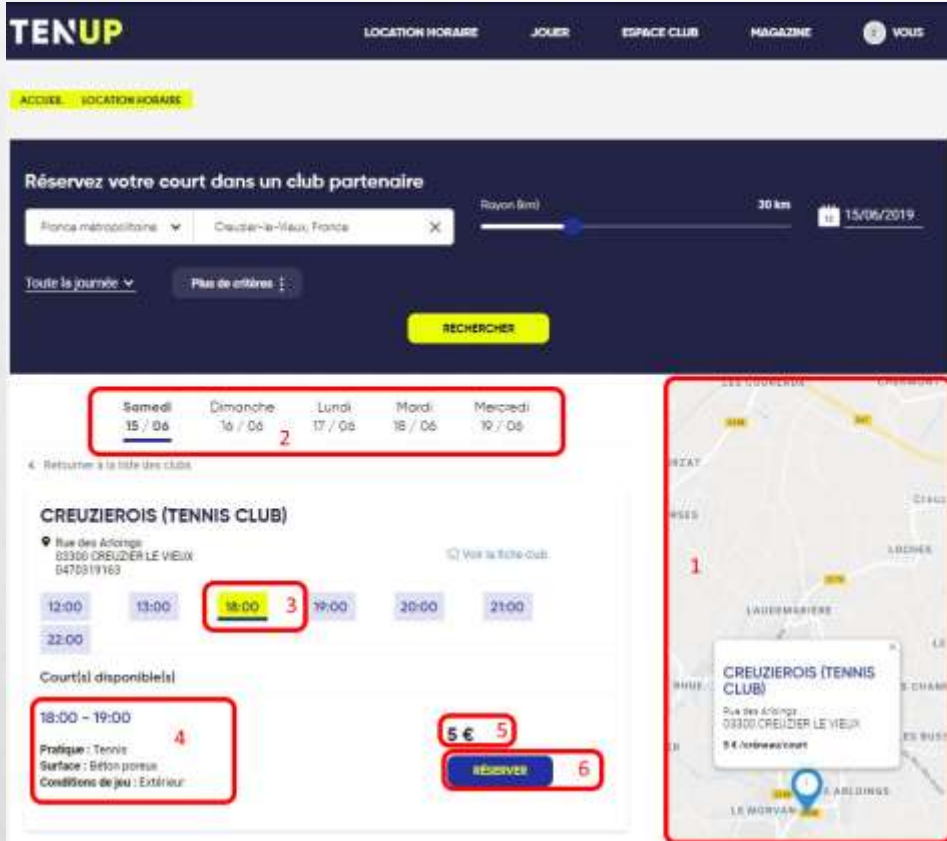 TEN'UP
LOCATION HORAIRE JOUER ESPACE CLUB MAGAZINE VOUS
ACCUEIL LOCATION HORAIRE
Réservez votre court dans un club partenaire
Rayon (km) 30 km
France métropolitaine Creuzier-le-Vieux, France 15/06/2019
Toute la journée Plus de critères
RECHERCHER
Samedi Dimanche Lundi Mardi Mercredi
15 / 06 16 / 06 17 / 06 18 / 06 19 / 06
2
Retourner à la liste des clubs
CREUZIEROIS (TENNIS CLUB)
Rue des Arloings
03300 CREUZIER LE VIEUX
0470319163
Voir la fiche club
12:00 13:00 18:00 3 19:00 20:00 21:00
22:00
Court(s) disponible(s)
18:00 - 19:00
4
Pratique : Tennis
Surface : Béton poreux
Conditions de jeu : Extérieur
5 € 5
RÉSERVER 6
1
LAUDEMARIERE
CREUZIEROIS (TENNIS
CLUB)
Rue des Arloings
03300 CREUZIER LE VIEUX
5 € /créneau/court
ARLOINGS
LE MORVAN